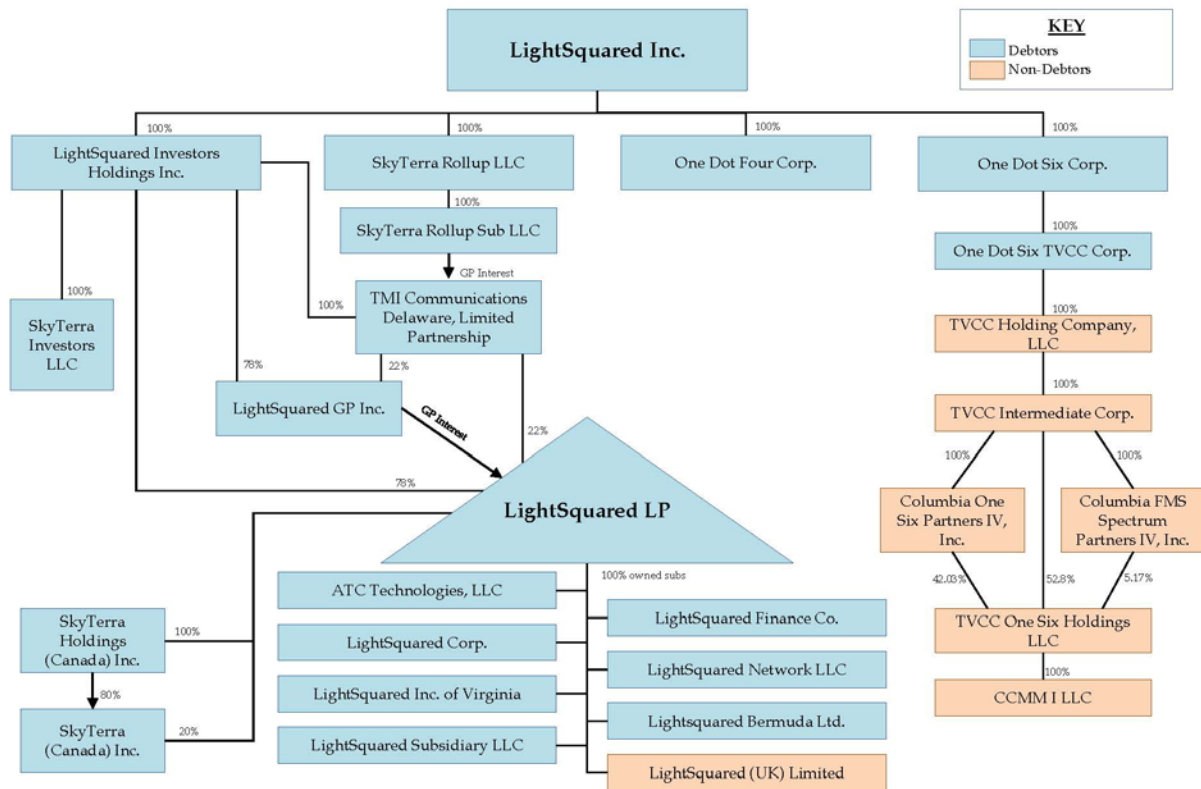 LightSquared Inc.
KEY
Debtors
Non-Debtors
100%
100%
100%
100%
LightSquared Investors
Holdings Inc.
SkyTerra Rollup LLC
One Dot Four Corp.
One Dot Six Corp.
100%
SkyTerra Rollup Sub LLC
100%
One Dot Six TVCC Corp.
GP Interest
100%
SkyTerra
Investors
LLC
100%
TMI Communications
Delaware, Limited
Partnership
100%
TVCC Holding Company,
LLC
78%
22%
LightSquared GP Inc.
GP Interest
22%
78%
100%
TVCC Intermediate Corp.
100%
100%
Columbia One
Six Partners IV,
Inc.
Columbia FMS
Spectrum
Partners IV, Inc.
LightSquared LP
42.03%
52.8%
5.17%
TVCC One Six Holdings
LLC
100%
CCMM I LLC
100% owned subs
ATC Technologies, LLC
LightSquared Finance Co.
LightSquared Corp.
LightSquared Network LLC
LightSquared Inc. of Virginia
Lightsquared Bermuda Ltd.
LightSquared Subsidiary LLC
LightSquared (UK) Limited
SkyTerra
Holdings
(Canada) Inc.
100%
80%
SkyTerra
(Canada) Inc.
20%